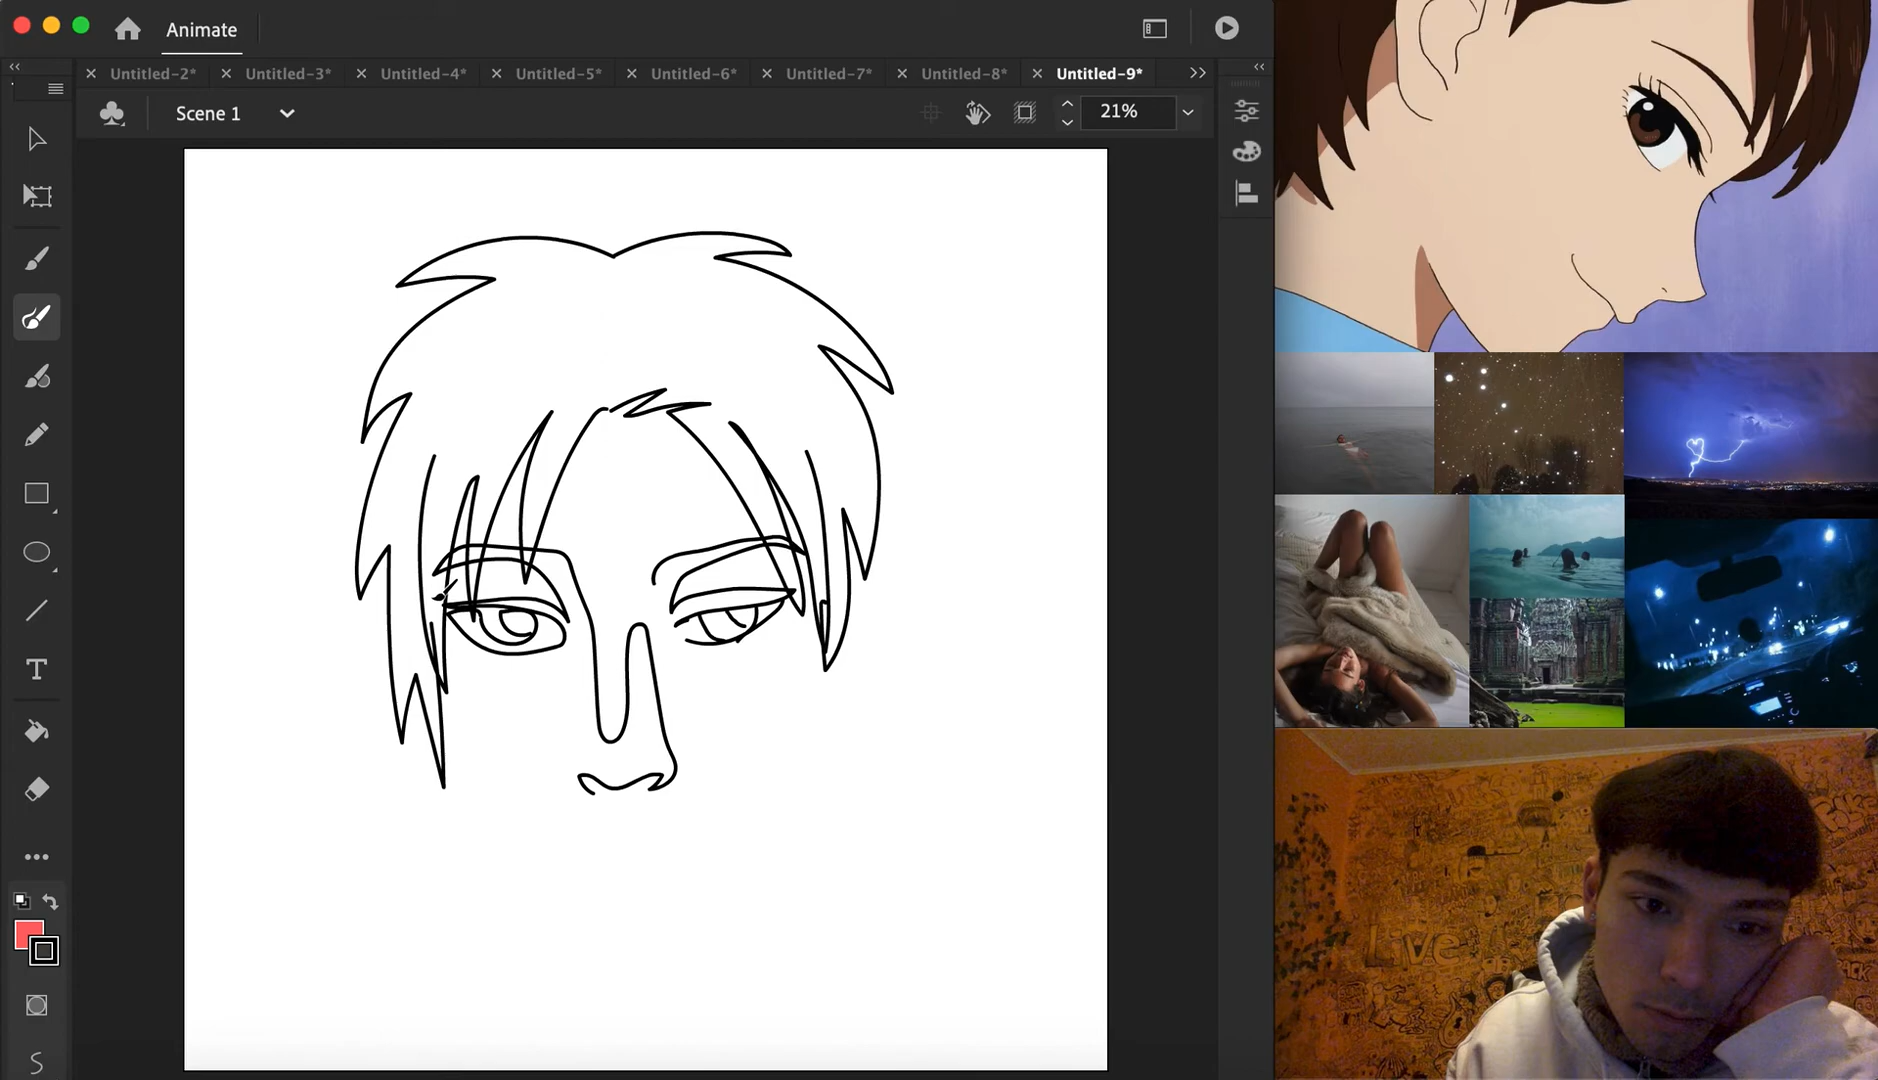 Animate
Untitled-2* Untitled-3* Untitled-4* Untitled-5* Untitled-6* Untitled-7* Untitled-8* Untitled-9*
Scene 1
21%
Live